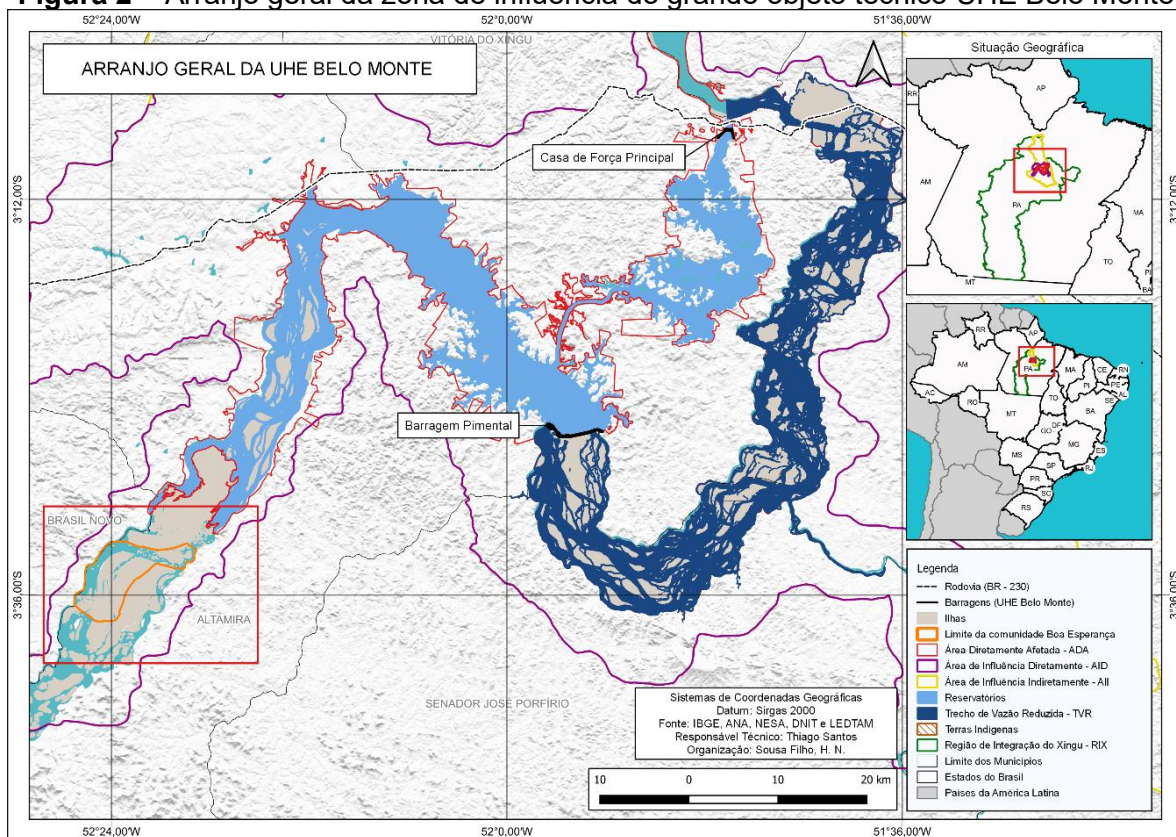 Figura 2 – Arranjo geral da zona de influência do grande objeto técnico UHE Belo Monte
52°24,00'W
52°0,00'W
51°36,00'W
ARRANJO GERAL DA UHE BELO MONTE
VITÓRIA DO XINGU
Casa de Força Principal
3°12,00'S
3°12,00'S
Barragem Pimental
BRASIL NOVO
ALTAMIRA
3°36,00'S
3°36,00'S
SENADOR JOSÉ PORFÍRIO
Situação Geográfica
RR
AP
AM
PA
MA
TO
PI
BA
MT
RR
AP
AM
PA
MA
CE
RN
PI
PE
AL
SE
AC
RO
TO
BA
MT
DF
GO
MG
ES
MS
SP
RJ
PR
SC
RS
Legenda
Rodovia (BR - 230)
Barragens (UHE Belo Monte)
Ilhas
Limite da comunidade Boa Esperança
Área Diretamente Afetada - ADA
Área de Influência Diretamente - AID
Área de Influência Indiretamente - AII
Reservatórios
Trecho de Vazão Reduzida - TVR
Terras Indígenas
Região de Integração do Xingu - RIX
Limite dos Municípios
Estados do Brasil
Países da América Latina
Sistemas de Coordenadas Geográficas
Datum: Sirgas 2000
Fonte: IBGE, ANA, NESA, DNIT e LEDTAM
Responsável Técnico: Thiago Santos
Organização: Sousa Filho, H. N.
10 0 10 20 km
52°24,00'W
52°0,00'W
51°36,00'W